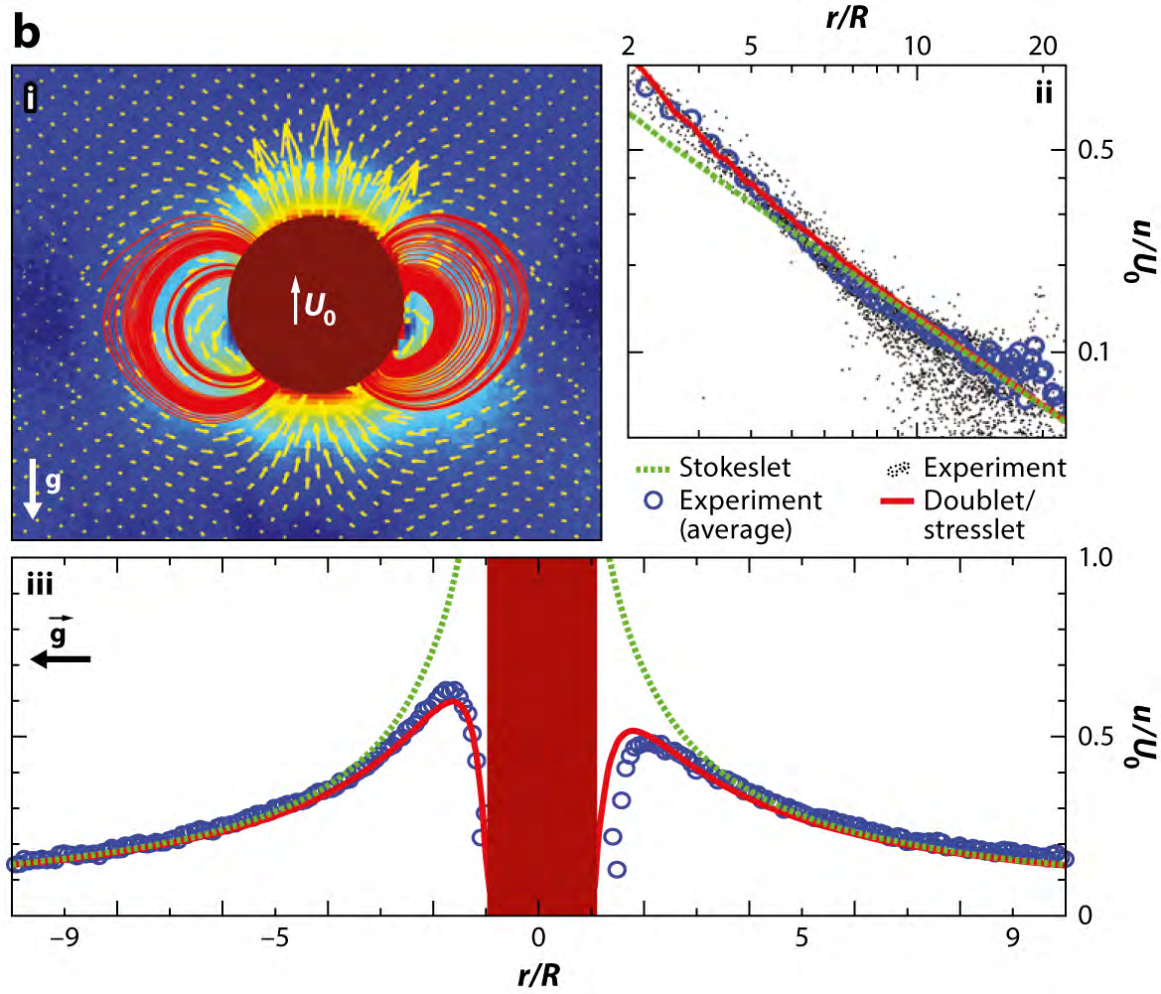 b
i
U0
g
r/R
2 5 10 20
ii
0.5
0.1
u/U0
Stokeslet
Experiment
Experiment
(average)
Doublet/
stresslet
iii
g
1.0
0.5
0
u/U0
−9 −5 0 5 9
r/R